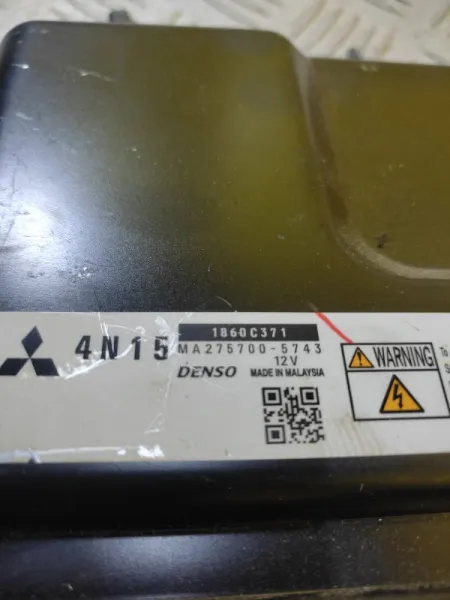 1860C371
4N15
MA275700-5743
12V
DENSO
MADE IN MALAYSIA
WARNING